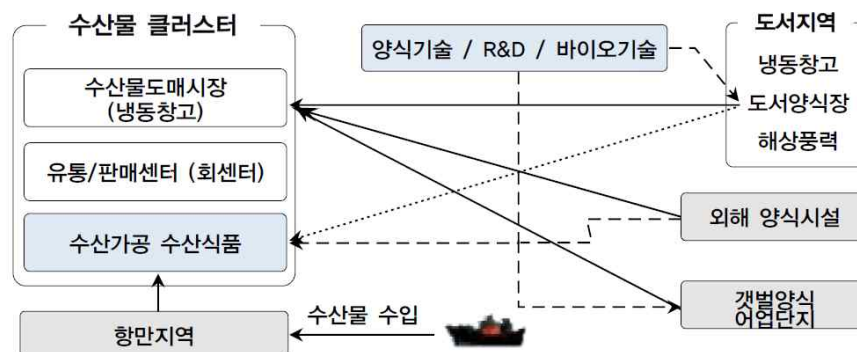 수산물 클러스터
수산물도매시장
(냉동창고)
유통/판매센터 (회센터)
수산가공 수산식품
항만지역
수산물 수입
양식기술 / R&D / 바이오기술
도서지역
냉동창고
도서양식장
해상풍력
외해 양식시설
갯벌양식
어업단지